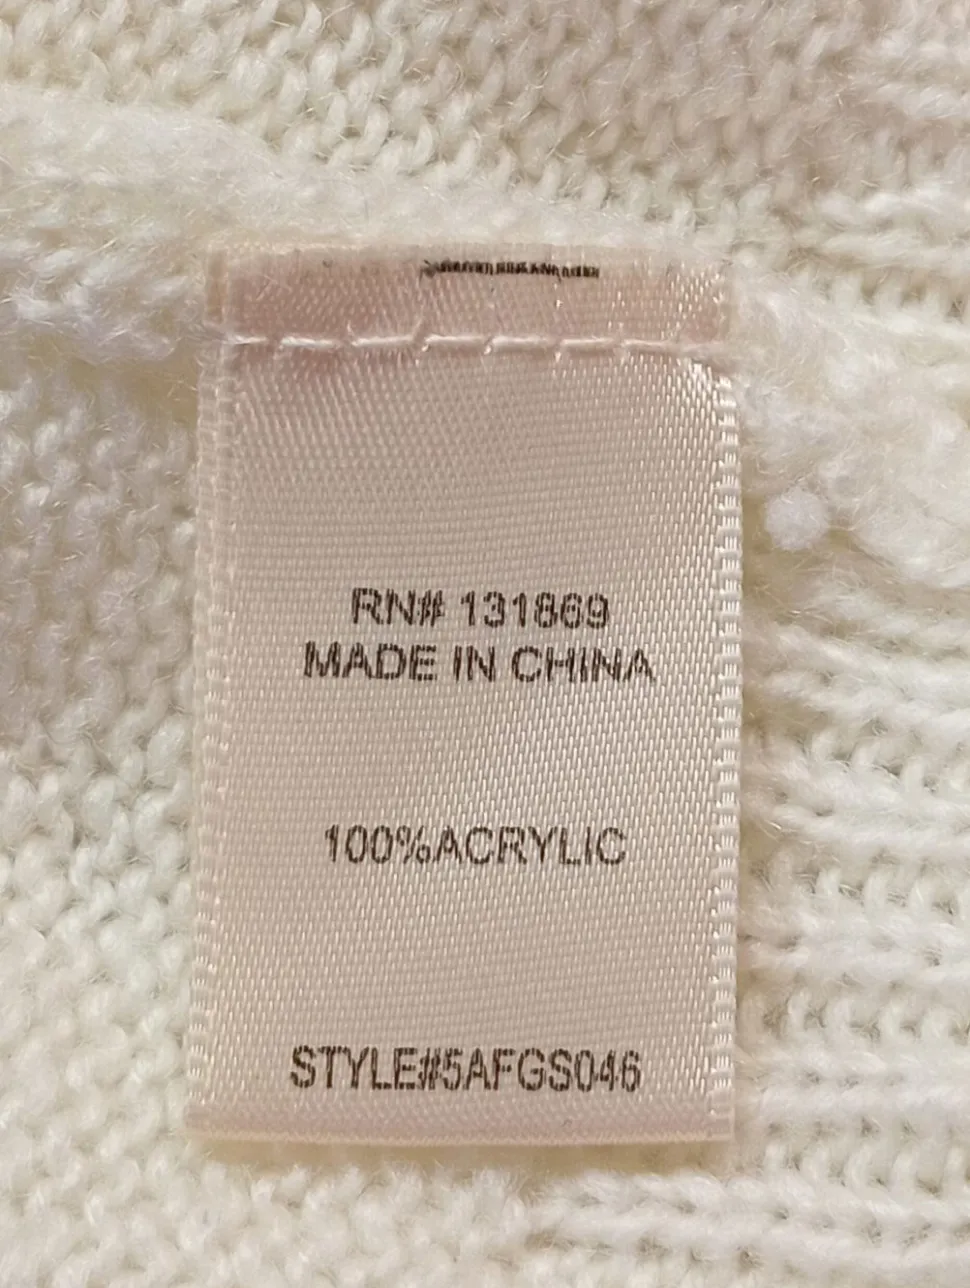 RN# 131869
MADE IN CHINA
100%ACRYLIC
STYLE#5AFGS046